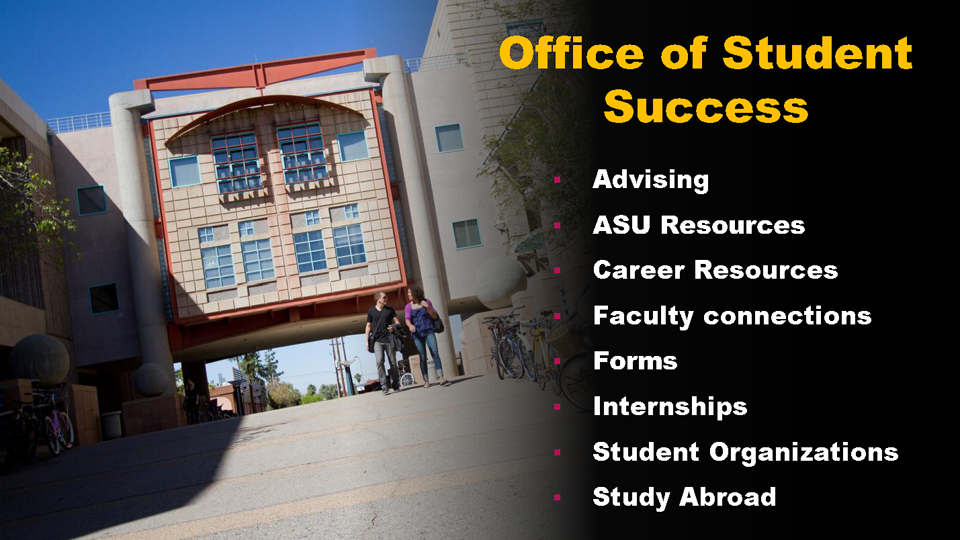 Office of Student
Success
Advising
ASU Resources
Career Resources
Faculty connections
Forms
Internships
Student Organizations
Study Abroad